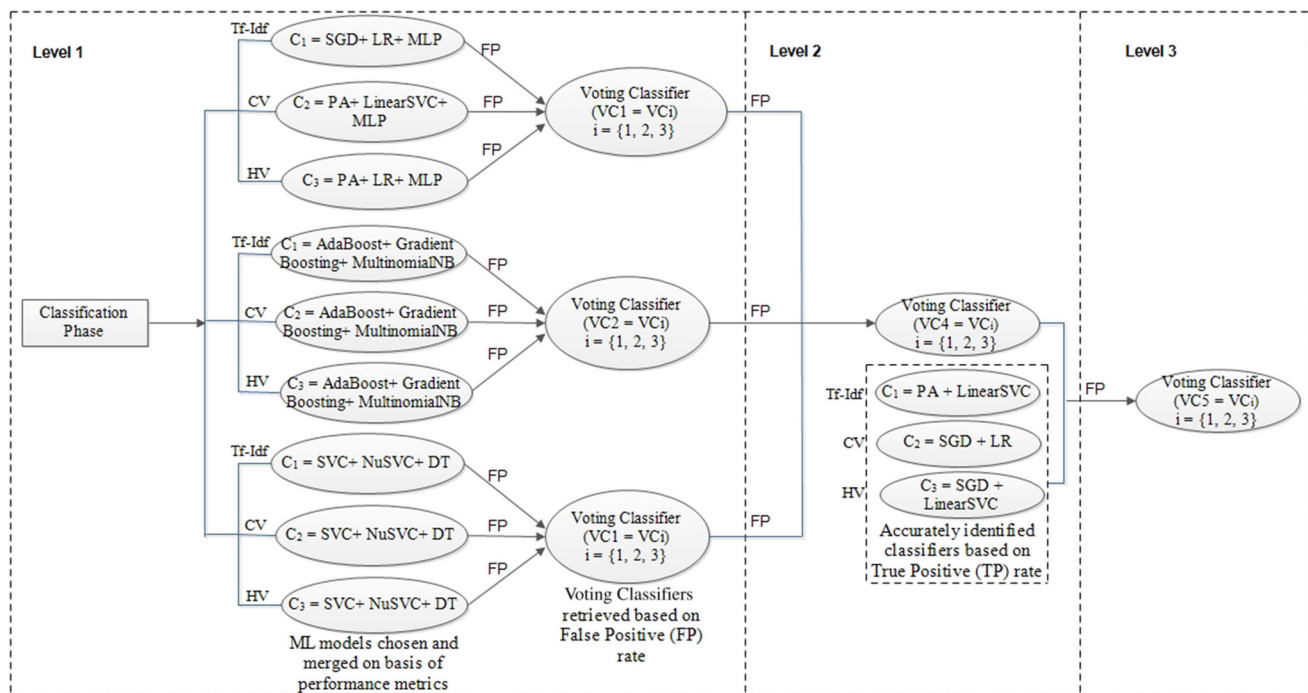 Level 1
Level 2
Level 3
Classification
Phase
Tf-Idf
C₁ = SGD+ LR+ MLP
FP
CV
C₂ = PA+ LinearSVC+
MLP
FP
HV
C₃ = PA+ LR+ MLP
FP
Voting Classifier
(VC1 = VCi)
i = {1, 2, 3}
FP
Tf-Idf
C₁ = AdaBoost+ Gradient
Boosting+ MultinomialNB
FP
CV
C₂ = AdaBoost+ Gradient
Boosting+ MultinomialNB
FP
HV
C₃ = AdaBoost+ Gradient
Boosting+ MultinomialNB
FP
Voting Classifier
(VC2 = VCi)
i = {1, 2, 3}
FP
Tf-Idf
C₁ = SVC+ NuSVC+ DT
FP
CV
C₂ = SVC+ NuSVC+ DT
FP
HV
C₃ = SVC+ NuSVC+ DT
FP
Voting Classifier
(VC1 = VCi)
i = {1, 2, 3}
FP
ML models chosen and
merged on basis of
performance metrics
Voting Classifiers
retrieved based on
False Positive (FP)
rate
Voting Classifier
(VC4 = VCi)
i = {1, 2, 3}
Tf-Idf
C₁ = PA + LinearSVC
CV
C₂ = SGD + LR
HV
C₃ = SGD +
LinearSVC
Accurately identified
classifiers based on
True Positive (TP) rate
FP
Voting Classifier
(VC5 = VCi)
i = {1, 2, 3}